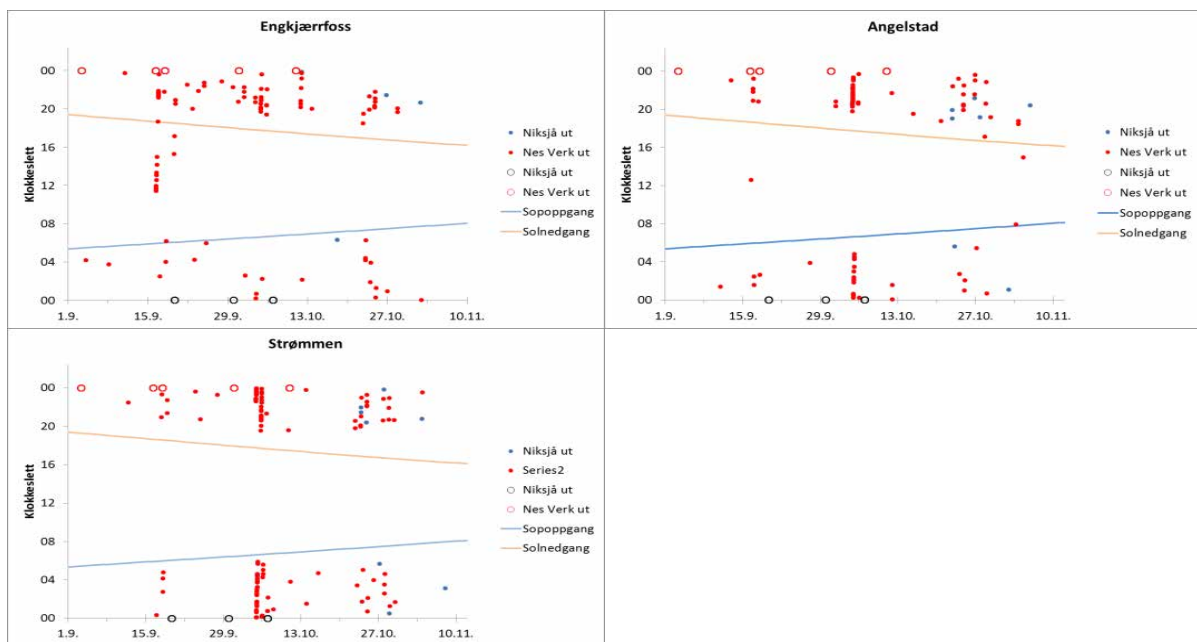 Engkjærrfoss
Klokkeslett
00
20
16
12
08
04
00
1.9.
15.9.
29.9.
13.10.
27.10.
10.11.
Niksjå ut
Nes Verk ut
Niksjå ut
Nes Verk ut
Sopoppgang
Solnedgang
Angelstad
Klokkeslett
00
20
16
12
08
04
00
1.9.
15.9.
29.9.
13.10.
27.10.
10.11.
Niksjå ut
Nes Verk ut
Niksjå ut
Nes Verk ut
Sopoppgang
Solnedgang
Strømmen
Klokkeslett
00
20
16
12
08
04
00
1.9.
15.9.
29.9.
13.10.
27.10.
10.11.
Niksjå ut
Series2
Niksjå ut
Nes Verk ut
Sopoppgang
Solnedgang